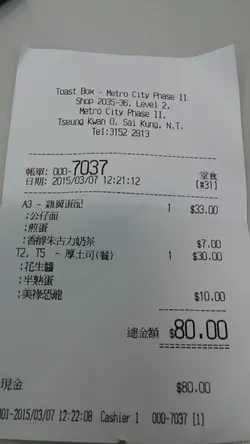 Toast Box - Metro City Phase II
Shop 2035-36, Level 2,
Metro City Phase II,
Tseung Kwan O, Sai Kung, N.T.
Tel:3152 2913
帳單: 000-7037 堂食
日期: 2015/03/07 12:21:12 [#31]
A3 - 雞翼蛋記 1 $33.00
:公仔面
:煎蛋
:香醇朱古力奶茶 $7.00
T2, T5 - 厚土司(餐) 1 $30.00
:花生醬
:半熟蛋
:美祿恐龍 $10.00
總金額 $80.00
現金 $80.00
001-2015/03/07 12:22:08 Cashier 1 000-7037 [1]